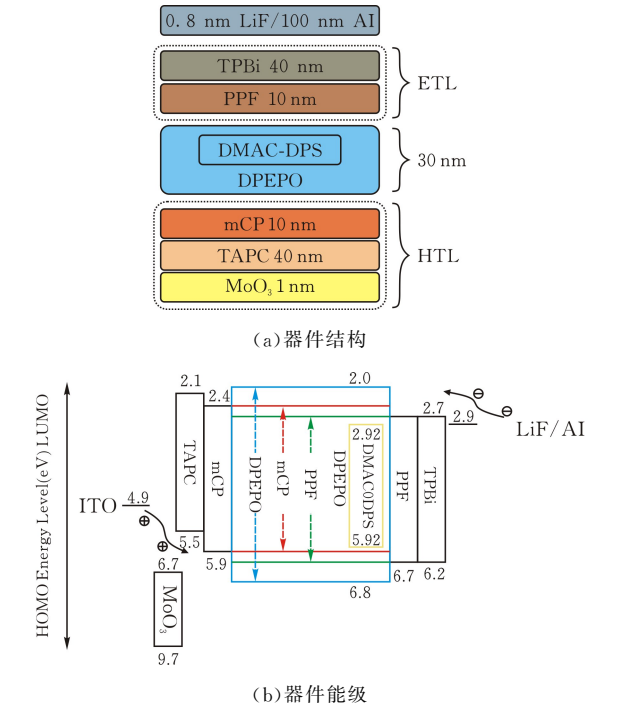 0.8 nm LiF/100 nm AI
TPBi 40 nm
PPF 10 nm
ETL
DMAC-DPS
DPEPO
30 nm
mCP 10 nm
TAPC 40 nm
MoO₃ 1 nm
HTL
(a)器件结构
HOMO Energy Level(eV) LUMO
2.1
2.4
2.0
2.7
2.9
⊖
⊖
LiF/AI
TAPC
mCP
DPEPO
mCP
PPF
DPEPO
2.92
DMAC0DPS
5.92
PPF
TPBi
ITO
4.9
⊕
⊕
5.5
5.9
6.7
6.8
6.7
6.2
MoO₃
9.7
(b)器件能级